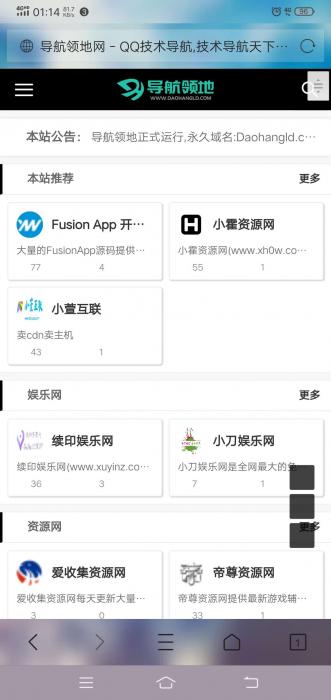 4G 81.7 K/s 01:14 4G 96
导航领地网 - QQ技术导航,技术导航天下…
导航领地
WWW.DAOHANGLD.COM
本站公告： 导航领地正式运行,永久域名:Daohangld.c…
本站推荐 更多
Fusion App 开… 小霍资源网
大量的FusionApp源码提供… 小霍资源网(www.xh0w.co…
77 4 55 1
小萱互联
卖cdn卖主机
43 1
娱乐网 更多
续印娱乐网 小刀娱乐网
续印娱乐网(www.xuyinz.co… 小刀娱乐网是全网最大的免
36 3 7 1
资源网 更多
爱收集资源网 帝尊资源网
爱收集资源网每天更新大量… 帝尊资源网提供最新游戏辅…
3 0 33 1
1